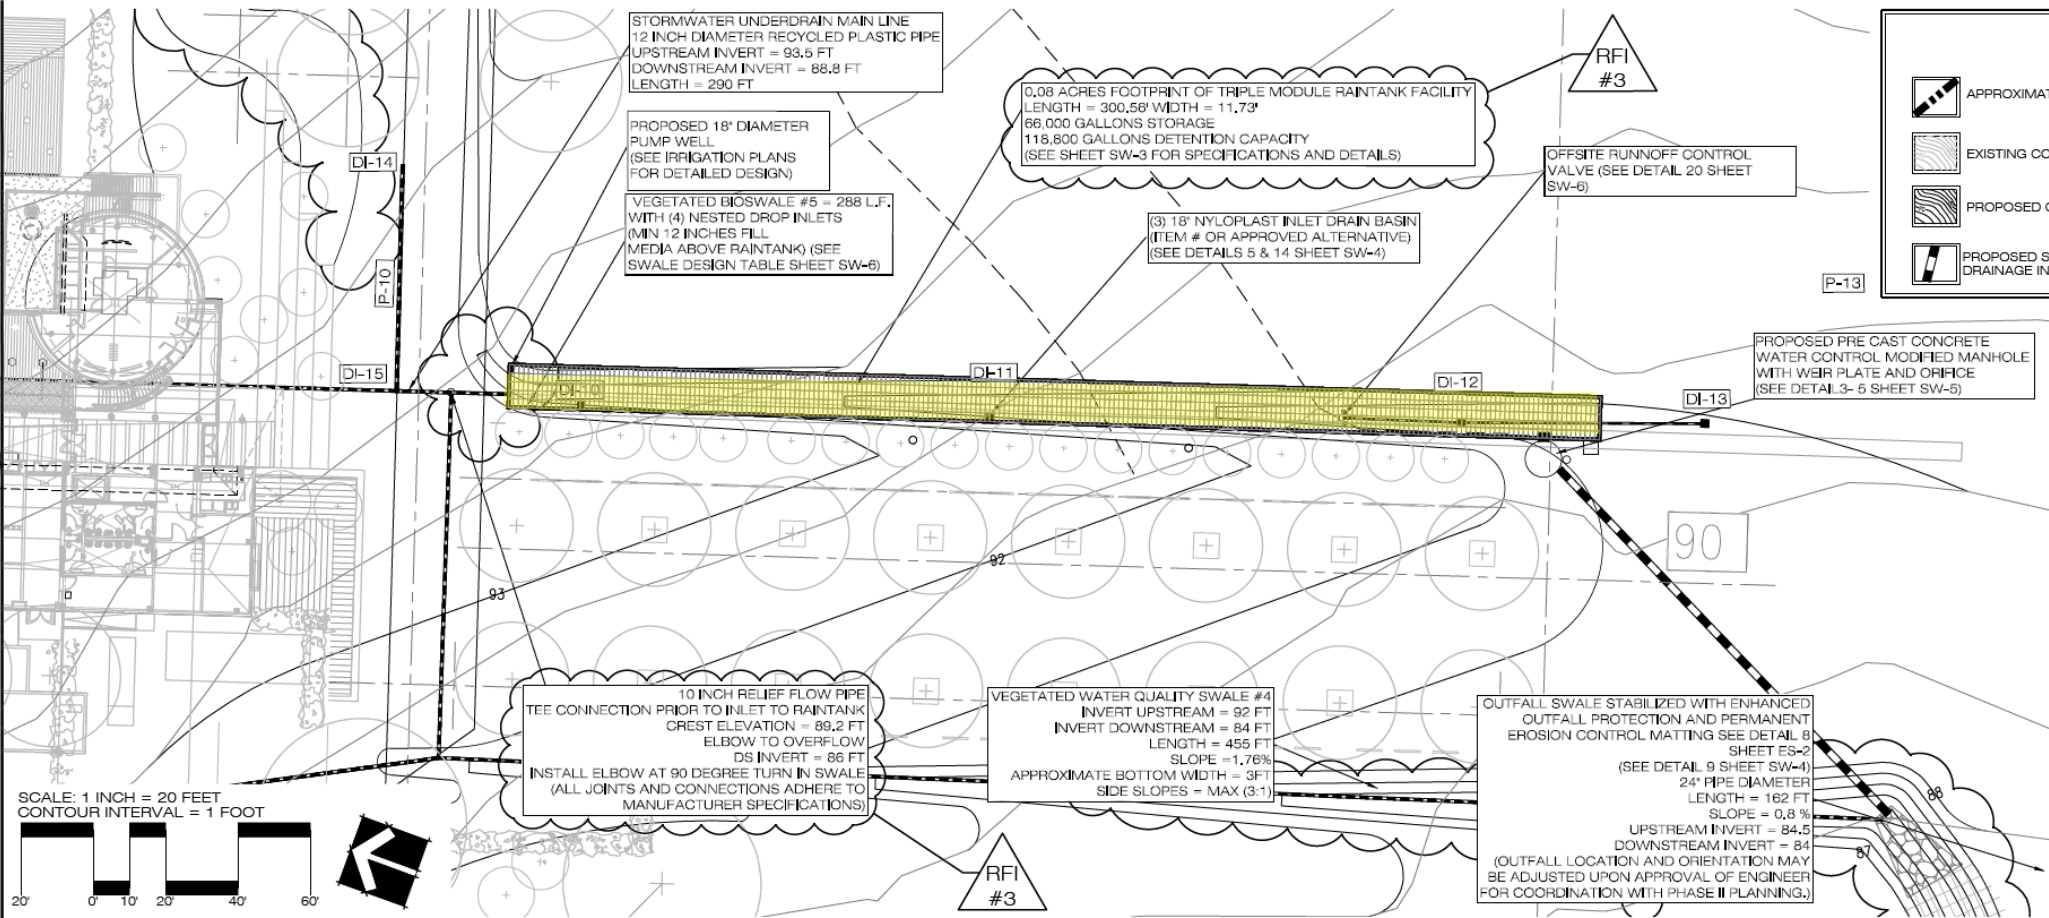 STORMWATER UNDERDRAIN MAIN LINE
12 INCH DIAMETER RECYCLED PLASTIC PIPE
UPSTREAM INVERT = 93.5 FT
DOWNSTREAM INVERT = 88.8 FT
LENGTH = 290 FT
PROPOSED 18" DIAMETER
PUMP WELL
(SEE IRRIGATION PLANS
FOR DETAILED DESIGN)
VEGETATED BIOSWALE #5 = 288 L.F.
WITH (4) NESTED DROP INLETS
(MIN 12 INCHES FILL
MEDIA ABOVE RAINTANK) (SEE
SWALE DESIGN TABLE SHEET SW-6)
0.08 ACRES FOOTPRINT OF TRIPLE MODULE RAINTANK FACILITY
LENGTH = 300.56' WIDTH = 11.73'
66,000 GALLONS STORAGE
118,800 GALLONS DETENTION CAPACITY
(SEE SHEET SW-3 FOR SPECIFICATIONS AND DETAILS)
RFI
#3
(3) 18" NYLOPLAST INLET DRAIN BASIN
(ITEM # OR APPROVED ALTERNATIVE)
(SEE DETAILS 5 & 14 SHEET SW-4)
OFFSITE RUNNOFF CONTROL
VALVE (SEE DETAIL 20 SHEET
SW-6)
APPROXIMAT
EXISTING CO
PROPOSED
PROPOSED S
DRAINAGE IN
P-13
PROPOSED PRE CAST CONCRETE
WATER CONTROL MODIFIED MANHOLE
WITH WEIR PLATE AND ORIFICE
(SEE DETAIL3- 5 SHEET SW-5)
DI-14
P-10
DI-15
DI-10
DI-11
DI-12
DI-13
90
92
93
10 INCH RELIEF FLOW PIPE
TEE CONNECTION PRIOR TO INLET TO RAINTANK
CREST ELEVATION = 89.2 FT
ELBOW TO OVERFLOW
DS INVERT = 86 FT
INSTALL ELBOW AT 90 DEGREE TURN IN SWALE
(ALL JOINTS AND CONNECTIONS ADHERE TO
MANUFACTURER SPECIFICATIONS)
RFI
#3
VEGETATED WATER QUALITY SWALE #4
INVERT UPSTREAM = 92 FT
INVERT DOWNSTREAM = 84 FT
LENGTH = 455 FT
SLOPE =1.76%
APPROXIMATE BOTTOM WIDTH = 3FT
SIDE SLOPES = MAX (3:1)
OUTFALL SWALE STABILIZED WITH ENHANCED
OUTFALL PROTECTION AND PERMANENT
EROSION CONTROL MATTING SEE DETAIL 8
SHEET ES-2
(SEE DETAIL 9 SHEET SW-4)
24" PIPE DIAMETER
LENGTH = 162 FT
SLOPE = 0.8 %
UPSTREAM INVERT = 84.5
DOWNSTREAM INVERT = 84
(OUTFALL LOCATION AND ORIENTATION MAY
BE ADJUSTED UPON APPROVAL OF ENGINEER
FOR COORDINATION WITH PHASE II PLANNING.)
88
87
SCALE: 1 INCH = 20 FEET
CONTOUR INTERVAL = 1 FOOT
20' 0' 10' 20' 40' 60'